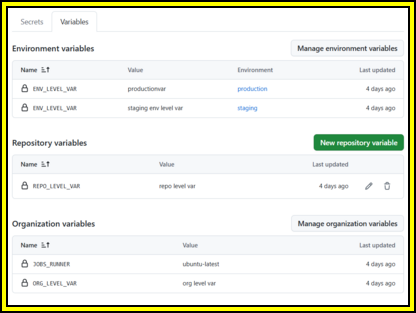 Secrets Variables
Environment variables Manage environment variables
Name Value Environment Last updated
ENV_LEVEL_VAR productionvar production 4 days ago
ENV_LEVEL_VAR staging env level var staging 4 days ago
Repository variables New repository variable
Name Value Last updated
REPO_LEVEL_VAR repo level var 4 days ago
Organization variables Manage organization variables
Name Value Last updated
JOBS_RUNNER ubuntu-latest 4 days ago
ORG_LEVEL_VAR org level var 4 days ago